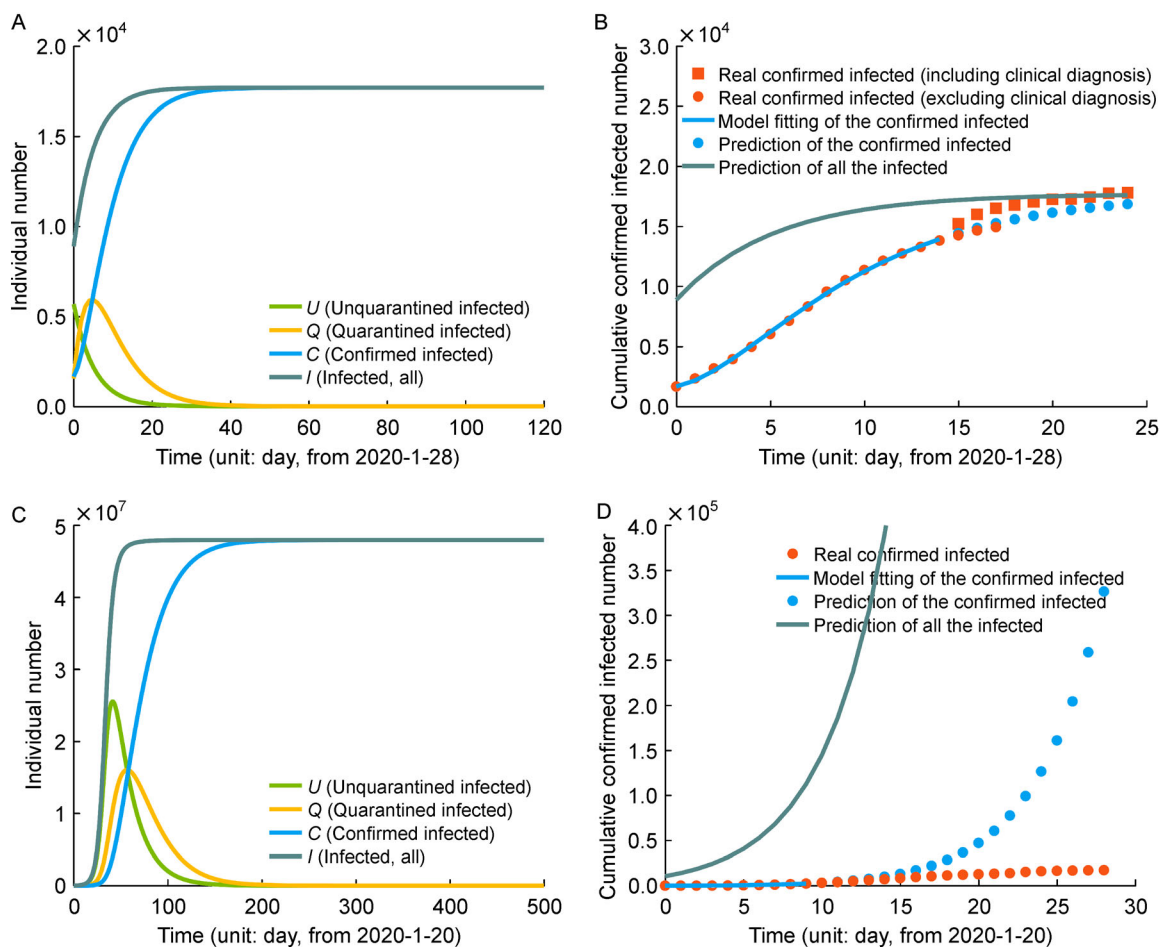 A
×10⁴
2.0
1.5
1.0
0.5
0.0
Individual number
U (Unquarantined infected)
Q (Quarantined infected)
C (Confirmed infected)
I (Infected, all)
0 20 40 60 80 100 120
Time (unit: day, from 2020-1-28)
B
×10⁴
3.0
2.5
2.0
1.5
1.0
0.5
0.0
Cumulative confirmed infected number
Real confirmed infected (including clinical diagnosis)
Real confirmed infected (excluding clinical diagnosis)
Model fitting of the confirmed infected
Prediction of the confirmed infected
Prediction of all the infected
0 5 10 15 20 25
Time (unit: day, from 2020-1-28)
C
×10⁷
5
4
3
2
1
0
Individual number
U (Unquarantined infected)
Q (Quarantined infected)
C (Confirmed infected)
I (Infected, all)
0 100 200 300 400 500
Time (unit: day, from 2020-1-20)
D
×10⁵
4.0
3.5
3.0
2.5
2.0
1.5
1.0
0.5
0.0
Cumulative confirmed infected number
Real confirmed infected
Model fitting of the confirmed infected
Prediction of the confirmed infected
Prediction of all the infected
0 5 10 15 20 25 30
Time (unit: day, from 2020-1-20)